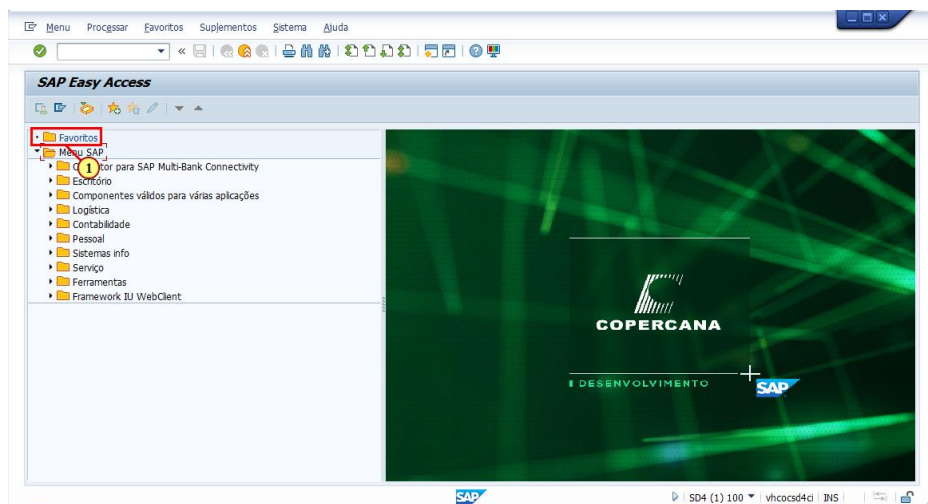 Menu Processar Favoritos Suplementos Sistema Ajuda
SAP Easy Access
Favoritos
Menu SAP
1
tor para SAP Multi-Bank Connectivity
Escritório
Componentes válidos para várias aplicações
Logística
Contabilidade
Pessoal
Sistemas info
Serviço
Ferramentas
Framework IU WebClient
COPERCANA
DESENVOLVIMENTO
SAP
SAP
SD4 (1) 100 vhcocsd4ci INS